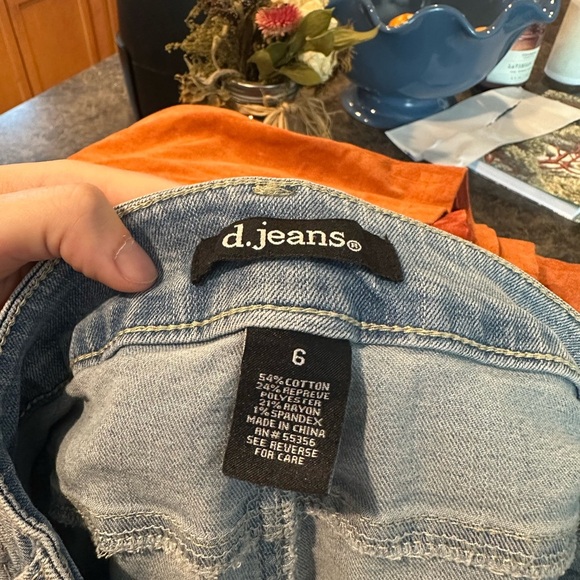 d.jeans®
6
54% COTTON
24% REPREVE
POLYESTER
21% RAYON
1% SPANDEX
MADE IN CHINA
RN# 55356
SEE REVERSE
FOR CARE